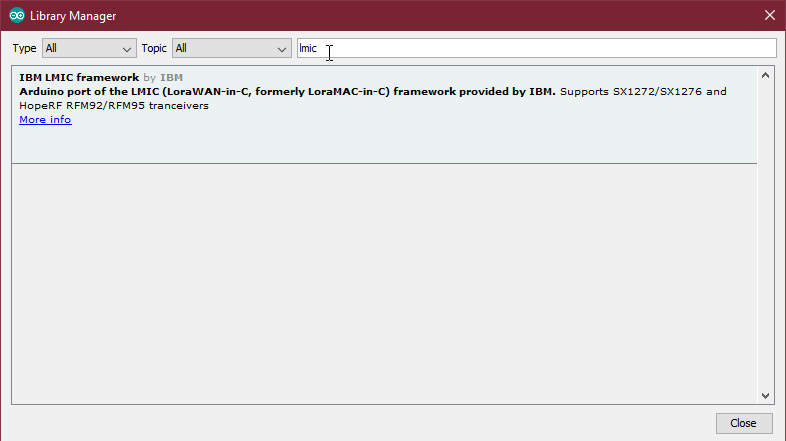 Library Manager
Type All Topic All lmic
IBM LMIC framework by IBM
Arduino port of the LMIC (LoraWAN-in-C, formerly LoraMAC-in-C) framework provided by IBM. Supports SX1272/SX1276 and
HopeRF RFM92/RFM95 tranceivers
More info
Close